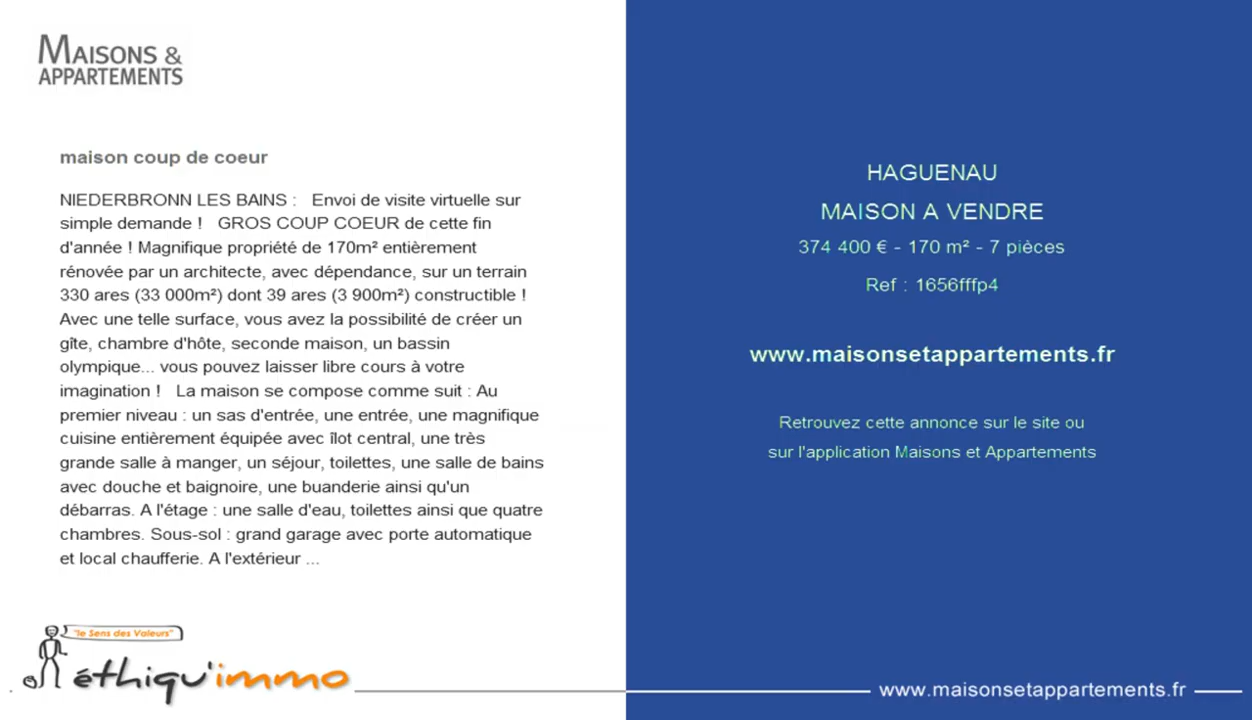 MAISONS &
APPARTEMENTS
maison coup de coeur
NIEDERBRONN LES BAINS :   Envoi de visite virtuelle sur
simple demande !   GROS COUP COEUR de cette fin
d'année ! Magnifique propriété de 170m² entièrement
rénovée par un architecte, avec dépendance, sur un terrain
330 ares (33 000m²) dont 39 ares (3 900m²) constructible !
Avec une telle surface, vous avez la possibilité de créer un
gîte, chambre d'hôte, seconde maison, un bassin
olympique... vous pouvez laisser libre cours à votre
imagination !   La maison se compose comme suit : Au
premier niveau : un sas d'entrée, une entrée, une magnifique
cuisine entièrement équipée avec îlot central, une très
grande salle à manger, un séjour, toilettes, une salle de bains
avec douche et baignoire, une buanderie ainsi qu'un
débarras. A l'étage : une salle d'eau, toilettes ainsi que quatre
chambres. Sous-sol : grand garage avec porte automatique
et local chaufferie. A l'extérieur ...
"le Sens des Valeurs"
éthiqu'immo
HAGUENAU
MAISON A VENDRE
374 400 € - 170 m² - 7 pièces
Ref : 1656fffp4
www.maisonsetappartements.fr
Retrouvez cette annonce sur le site ou
sur l'application Maisons et Appartements
www.maisonsetappartements.fr